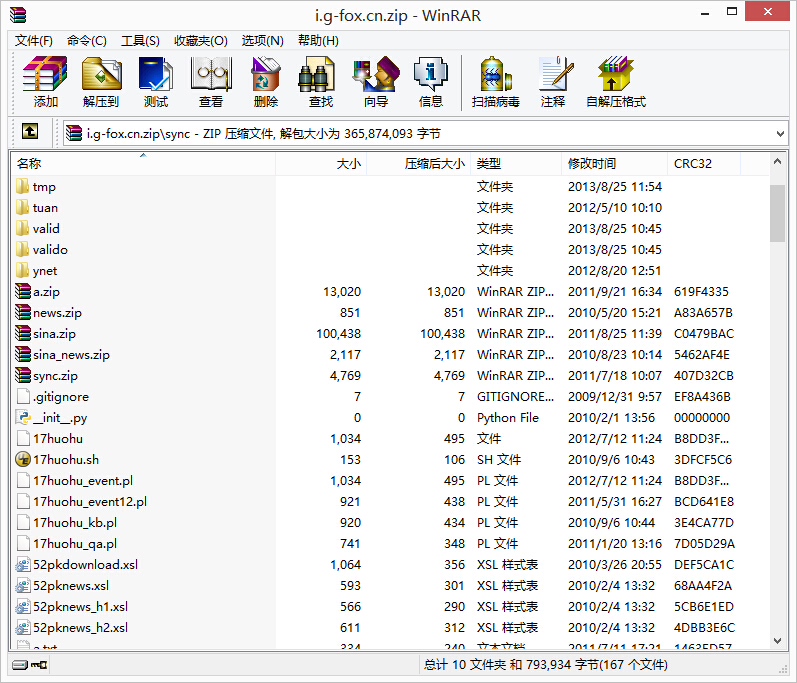 i.g-fox.cn.zip - WinRAR
文件(F) 命令(C) 工具(S) 收藏夹(O) 选项(N) 帮助(H)
添加 解压到 测试 查看 删除 查找 向导 信息 扫描病毒 注释 自解压格式
i.g-fox.cn.zip\sync - ZIP 压缩文件, 解包大小为 365,874,093 字节
名称 大小 压缩后大小 类型 修改时间 CRC32
tmp 文件夹 2013/8/25 11:54
tuan 文件夹 2012/5/10 10:10
valid 文件夹 2013/8/25 10:45
valido 文件夹 2013/8/25 10:45
ynet 文件夹 2012/8/20 12:51
a.zip 13,020 13,020 WinRAR ZIP... 2011/9/21 16:34 619F4335
news.zip 851 851 WinRAR ZIP... 2010/5/20 15:21 A83A657B
sina.zip 100,438 100,438 WinRAR ZIP... 2011/8/25 11:39 C0479BAC
sina_news.zip 2,117 2,117 WinRAR ZIP... 2010/8/23 10:14 5462AF4E
sync.zip 4,769 4,769 WinRAR ZIP... 2011/7/18 10:07 407D32CB
.gitignore 7 7 GITIGNORE... 2009/12/31 9:57 EF8A436B
__init__.py 0 0 Python File 2010/2/1 13:56 00000000
17huohu 1,034 495 文件 2012/7/12 11:24 B8DD3F...
17huohu.sh 153 106 SH 文件 2010/9/6 10:43 3DFCF5C6
17huohu_event.pl 1,034 495 PL 文件 2012/7/12 11:24 B8DD3F...
17huohu_event12.pl 921 438 PL 文件 2011/5/31 16:27 BCD641E8
17huohu_kb.pl 920 434 PL 文件 2010/9/6 10:44 3E4CA77D
17huohu_qa.pl 741 348 PL 文件 2011/1/20 13:16 7D05D29A
52pkdownload.xsl 1,064 356 XSL 样式表 2010/3/26 20:55 DEF5CA1C
52pknews.xsl 593 301 XSL 样式表 2010/2/4 13:32 68AA4F2A
52pknews_h1.xsl 566 290 XSL 样式表 2010/2/4 13:32 5CB6E1ED
52pknews_h2.xsl 611 312 XSL 样式表 2010/2/4 13:32 4DBB3E6C
总计 10 文件夹 和 793,934 字节(167 个文件)